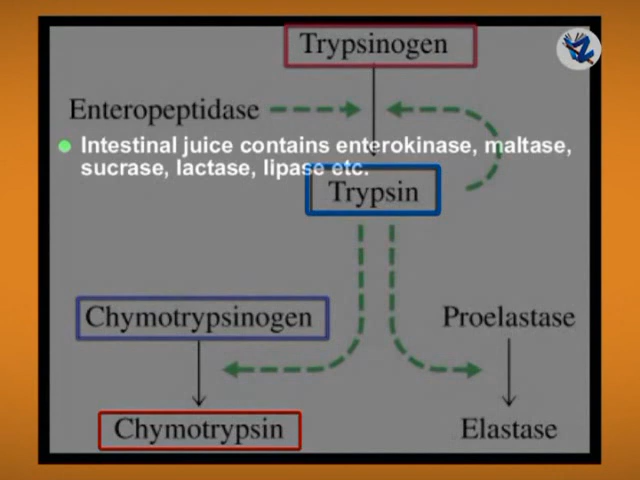 Trypsinogen
Enteropeptidase
Intestinal juice contains enterokinase, maltase,
sucrase, lactase, lipase etc.
Trypsin
Chymotrypsinogen
Proelastase
Chymotrypsin
Elastase